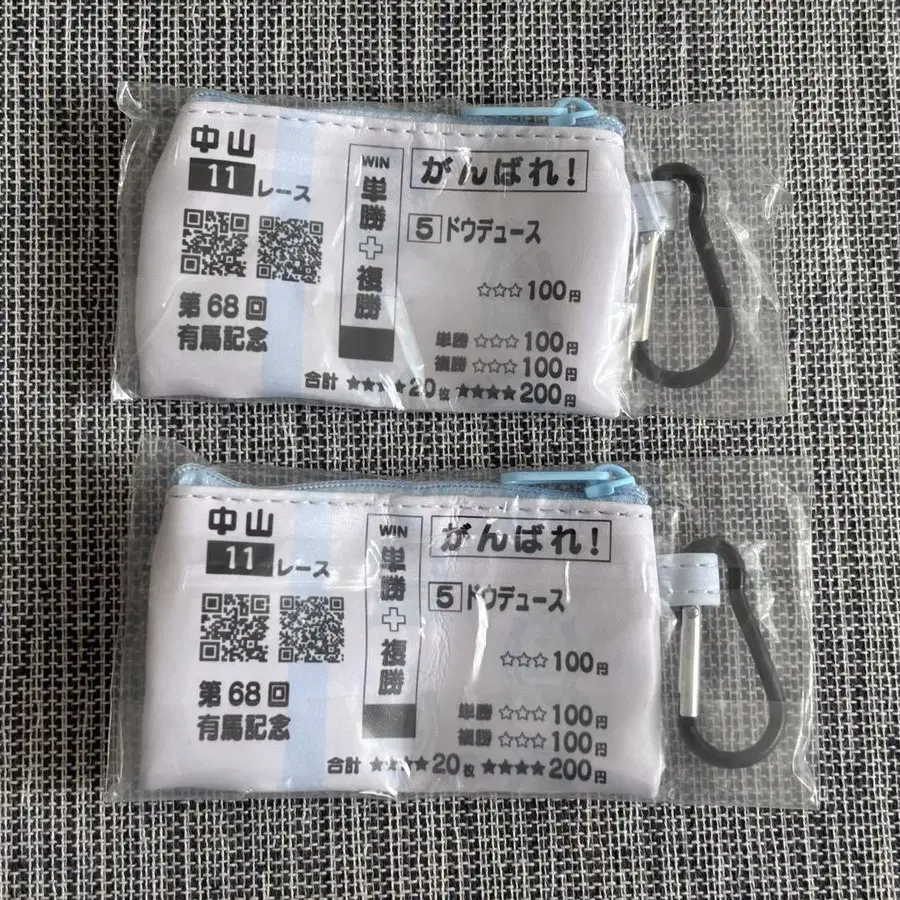 中山
11 レース
第68回
有馬記念
WIN
単勝+複勝
がんばれ!
5 ドウデュース
☆☆☆100円
単勝☆☆☆100円
複勝☆☆☆100円
合計 ★★★★20枚 ★★★★200円
中山
11 レース
第68回
有馬記念
WIN
単勝+複勝
がんばれ!
5 ドウデュース
☆☆☆100円
単勝☆☆☆100円
複勝☆☆☆100円
合計 ★★★★20枚 ★★★★200円